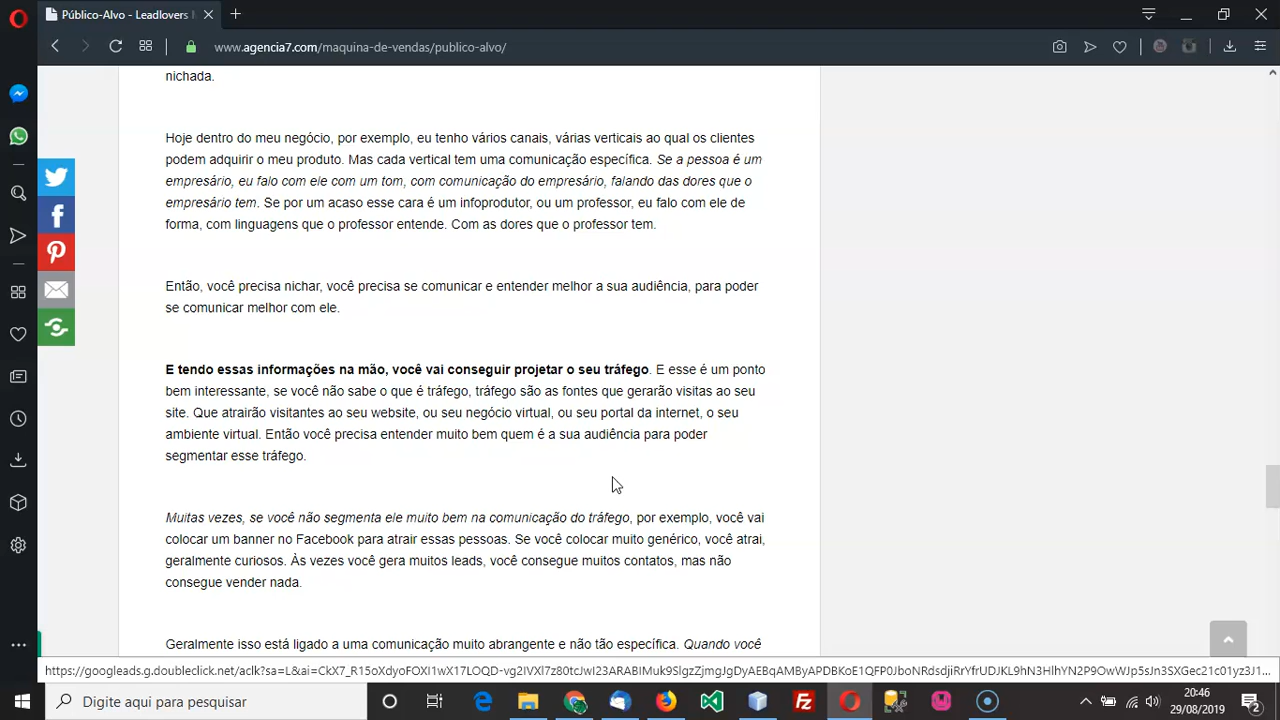 Público-Alvo - Leadlovers
www.agencia7.com/maquina-de-vendas/publico-alvo/
nichada.
Hoje dentro do meu negócio, por exemplo, eu tenho vários canais, várias verticais ao qual os clientes
podem adquirir o meu produto. Mas cada vertical tem uma comunicação específica. Se a pessoa é um
empresário, eu falo com ele com um tom, com comunicação do empresário, falando das dores que o
empresário tem. Se por um acaso esse cara é um infoprodutor, ou um professor, eu falo com ele de
forma, com linguagens que o professor entende. Com as dores que o professor tem.
Então, você precisa nichar, você precisa se comunicar e entender melhor a sua audiência, para poder
se comunicar melhor com ele.
E tendo essas informações na mão, você vai conseguir projetar o seu tráfego. E esse é um ponto
bem interessante, se você não sabe o que é tráfego, tráfego são as fontes que gerarão visitas ao seu
site. Que atrairão visitantes ao seu website, ou seu negócio virtual, ou seu portal da internet, o seu
ambiente virtual. Então você precisa entender muito bem quem é a sua audiência para poder
segmentar esse tráfego.
Muitas vezes, se você não segmenta ele muito bem na comunicação do tráfego, por exemplo, você vai
colocar um banner no Facebook para atrair essas pessoas. Se você colocar muito genérico, você atrai,
geralmente curiosos. Às vezes você gera muitos leads, você consegue muitos contatos, mas não
consegue vender nada.
Geralmente isso está ligado a uma comunicação muito abrangente e não tão específica. Quando você
Digite aqui para pesquisar
20:46
29/08/2019
2